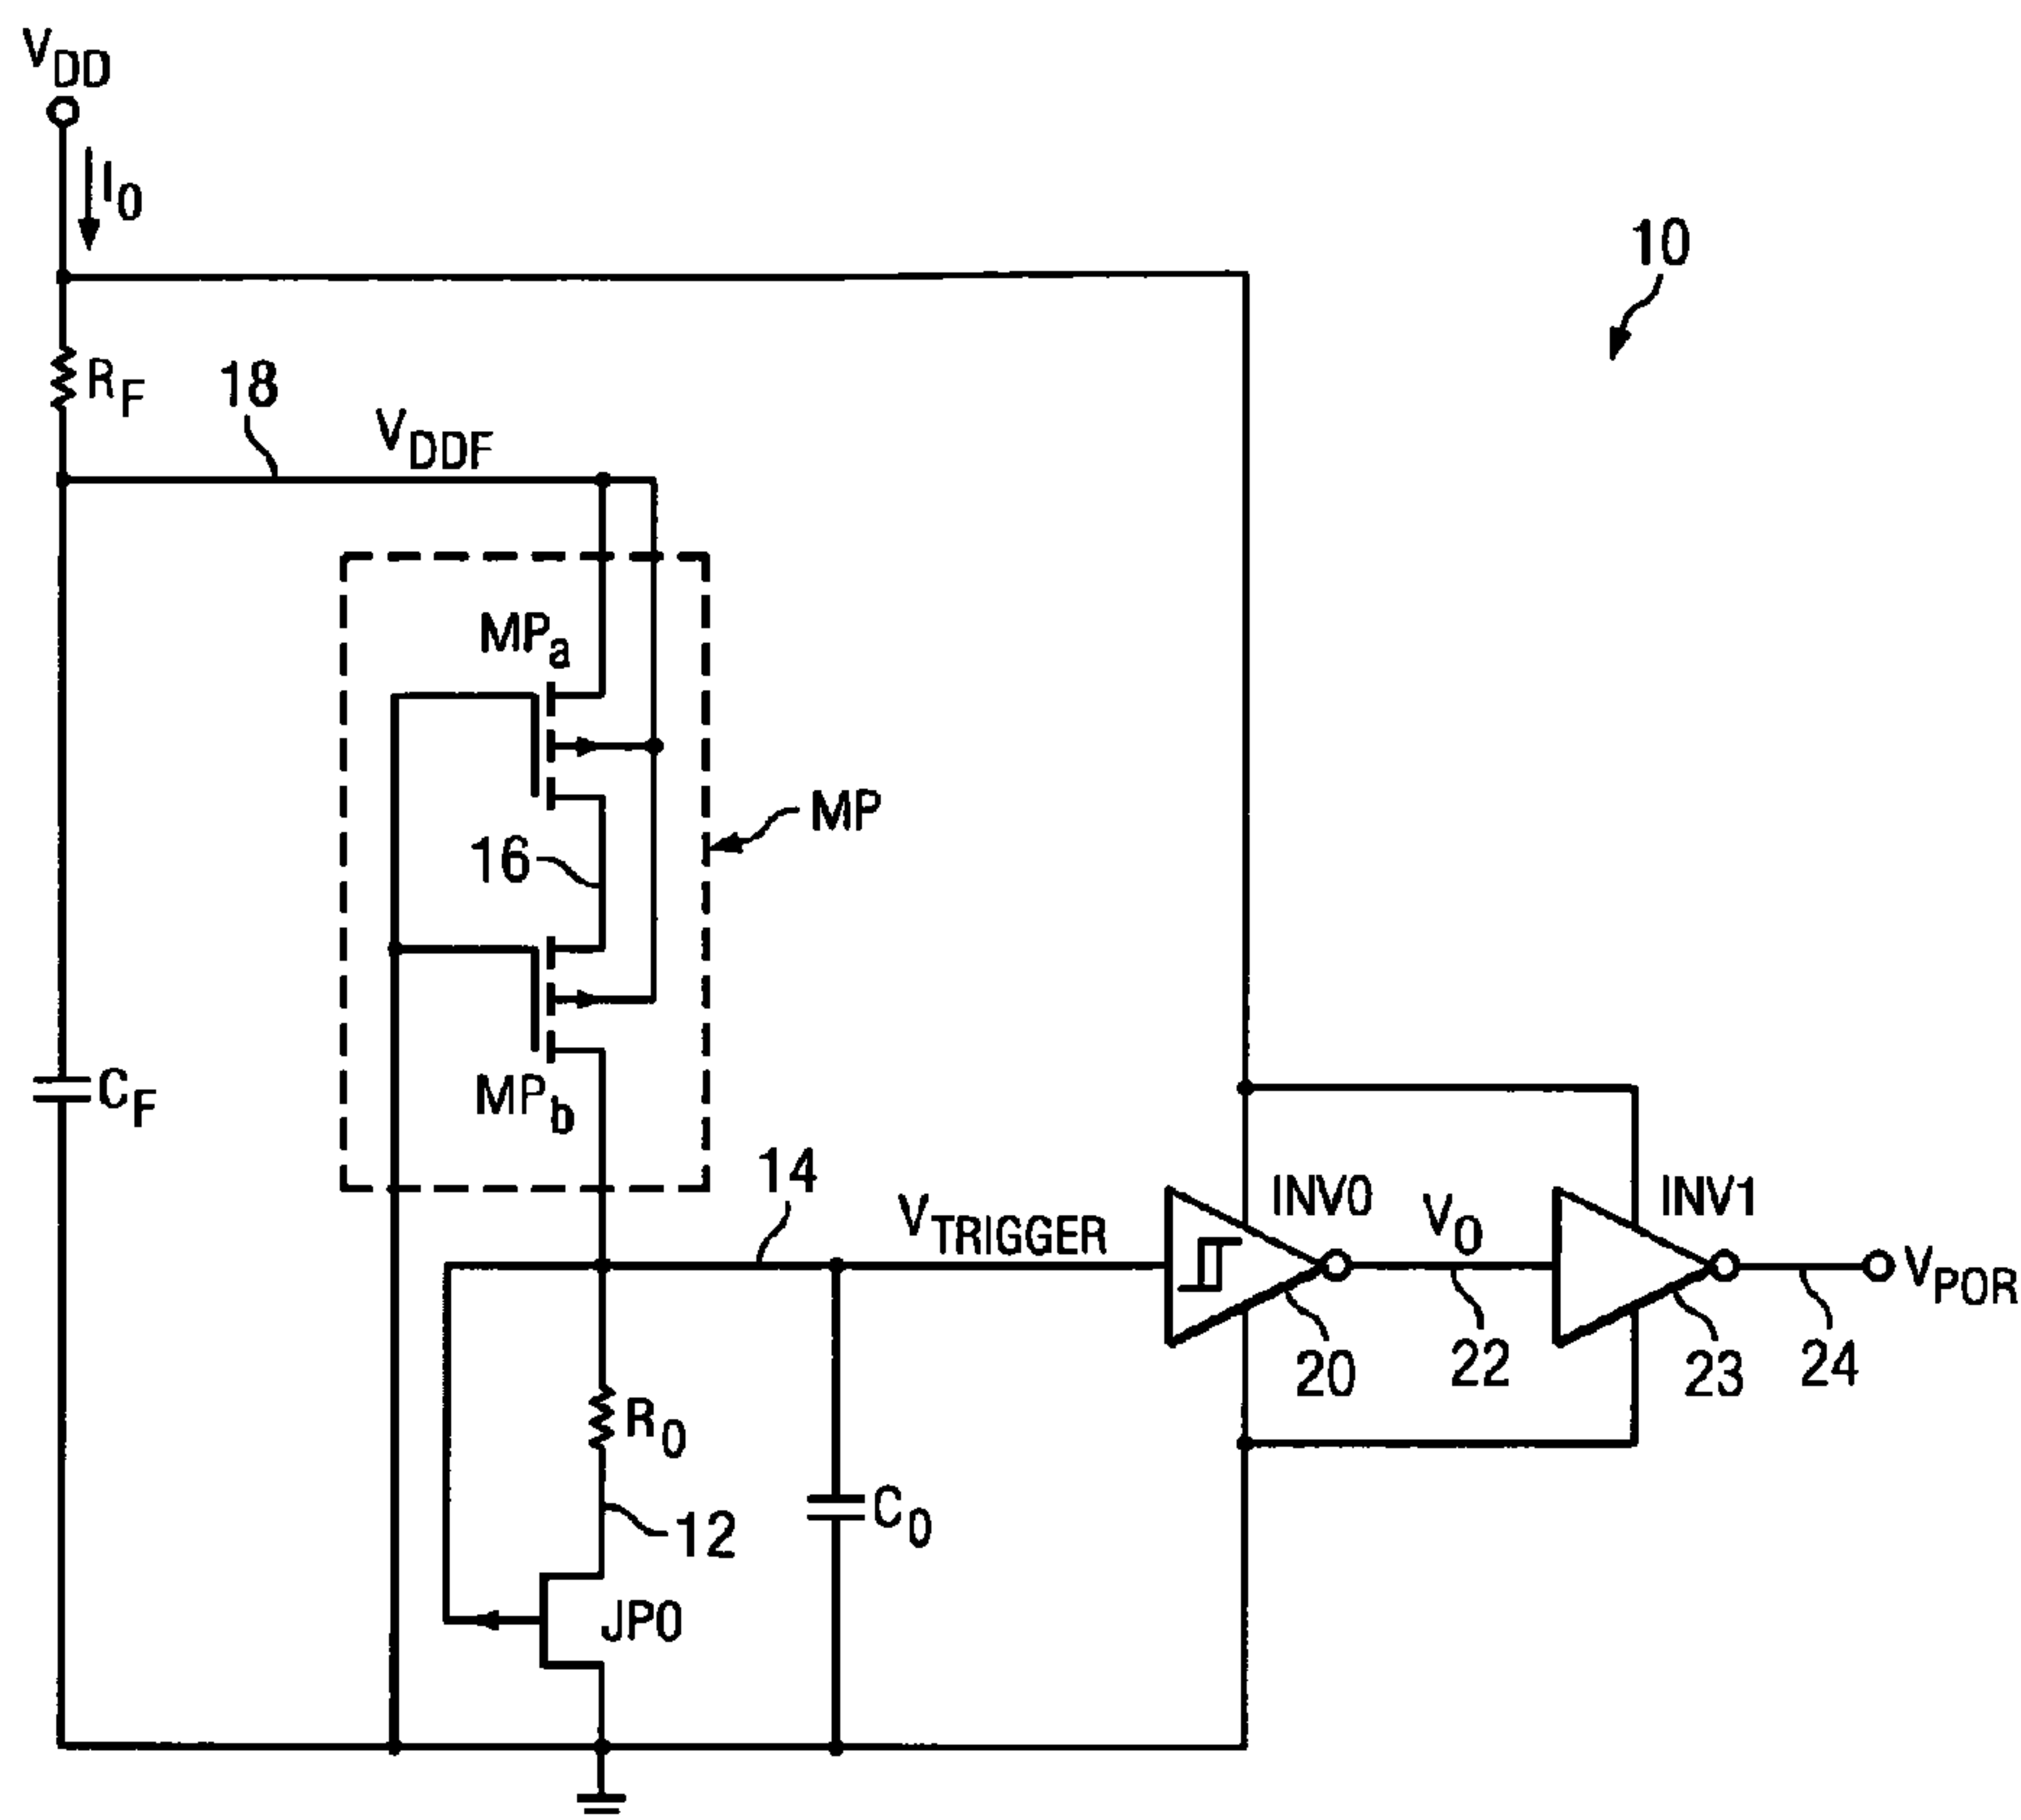 VDD
I0
10
RF
18
VDDF
MPa
MP
16
CF
MPb
14
VTRIGGER
INV0
VO
INV1
VPOR
20
22
23
24
R0
12
C0
JP0